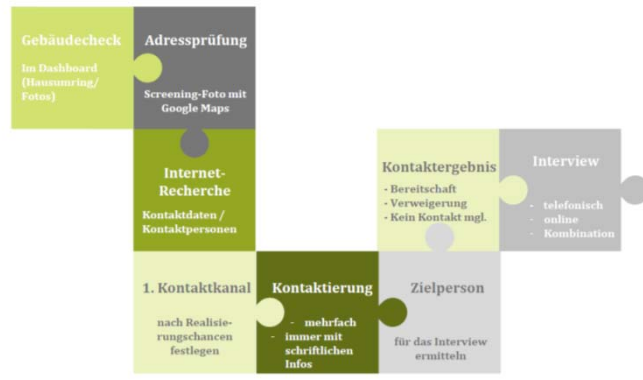 Gebäudecheck
Im Dashboard
(Hausumring/
Fotos)
Adressprüfung
Screening-Foto mit
Google Maps
Internet-
Recherche
Kontaktdaten /
Kontaktpersonen
1. Kontaktkanal
nach Realisie-
rungschancen
festlegen
Kontaktierung
- mehrfach
- immer mit
schriftlichen
Infos
Zielperson
für das Interview
ermitteln
Kontaktergebnis
- Bereitschaft
- Verweigerung
- Kein Kontakt mgl.
Interview
- telefonisch
- online
- Kombination